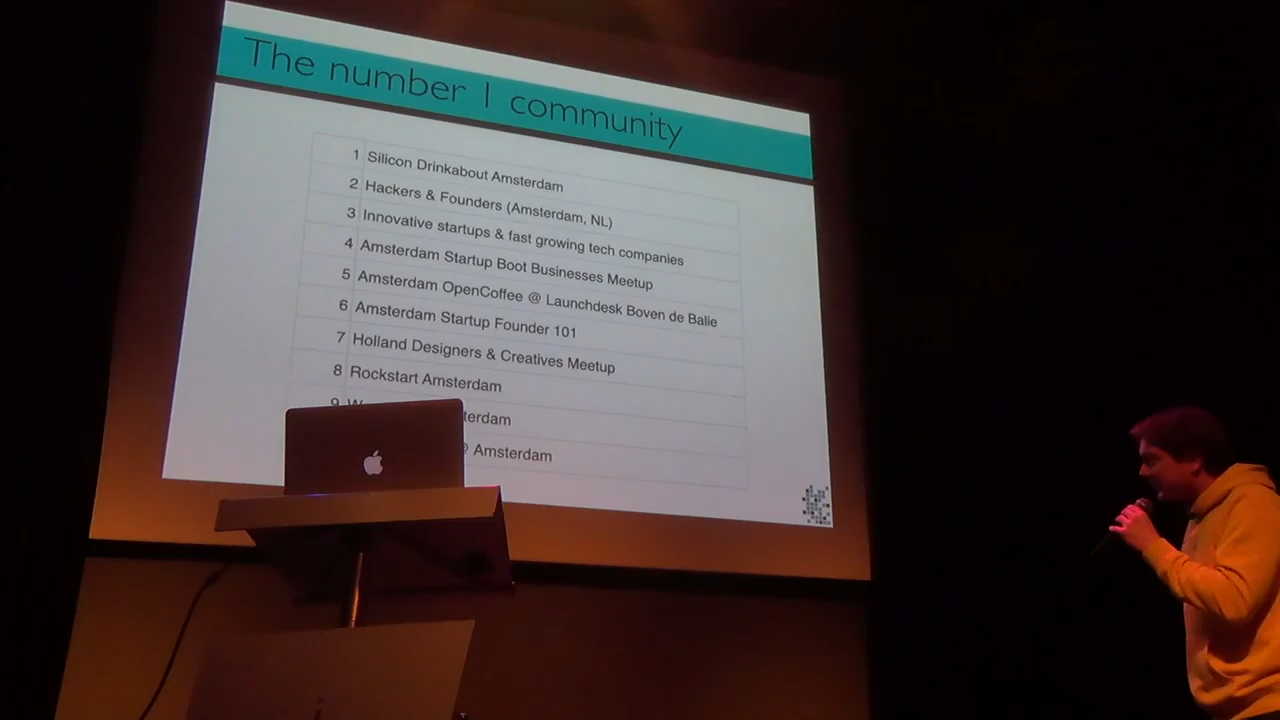 The number 1 community
1 Silicon Drinkabout Amsterdam
2 Hackers & Founders (Amsterdam, NL)
3 Innovative startups & fast growing tech companies
4 Amsterdam Startup Boot Businesses Meetup
5 Amsterdam OpenCoffee @ Launchdesk Boven de Balie
6 Amsterdam Startup Founder 101
7 Holland Designers & Creatives Meetup
8 Rockstart Amsterdam
9
@ Amsterdam